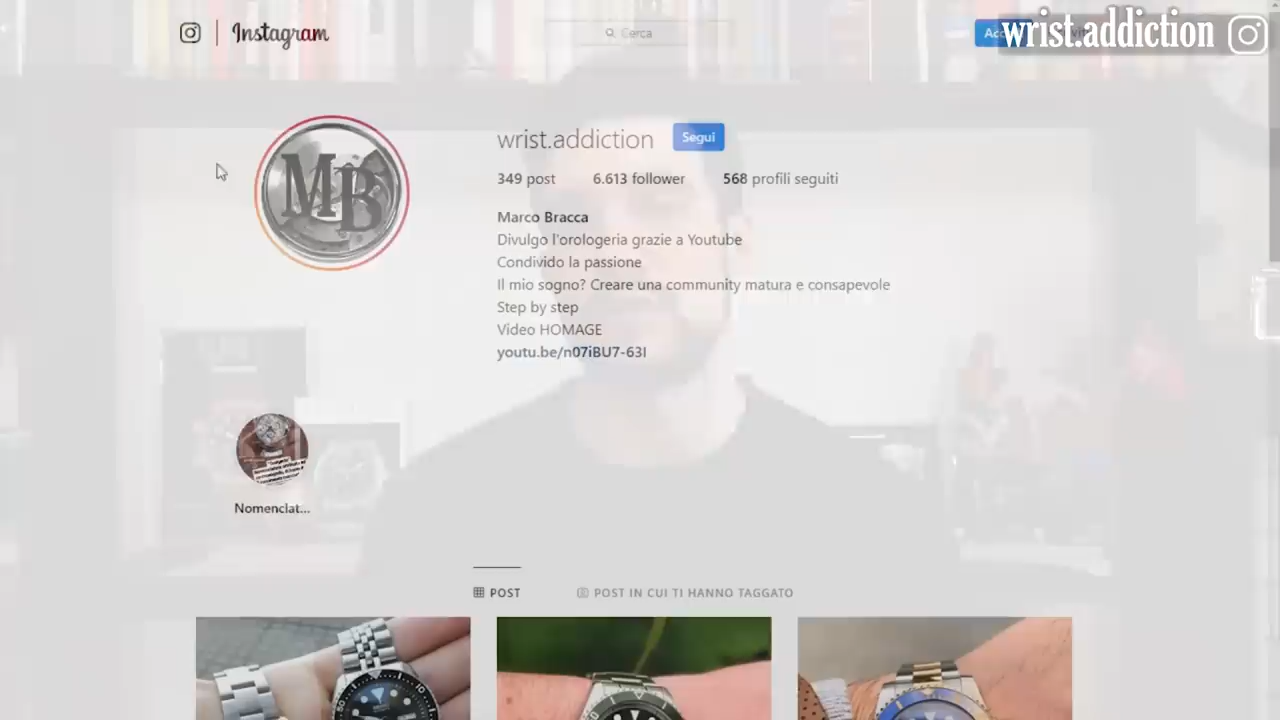 Instagram
Cerca
wrist.addiction
wrist.addiction
Segui
349 post
6.613 follower
568 profili seguiti
Marco Bracca
Divulgo l'orologeria grazie a Youtube
Condivido la passione
Il mio sogno? Creare una community matura e consapevole
Step by step
Video HOMAGE
youtu.be/n07iBU7-63I
MB
Nomenclat...
POST
POST IN CUI TI HANNO TAGGATO